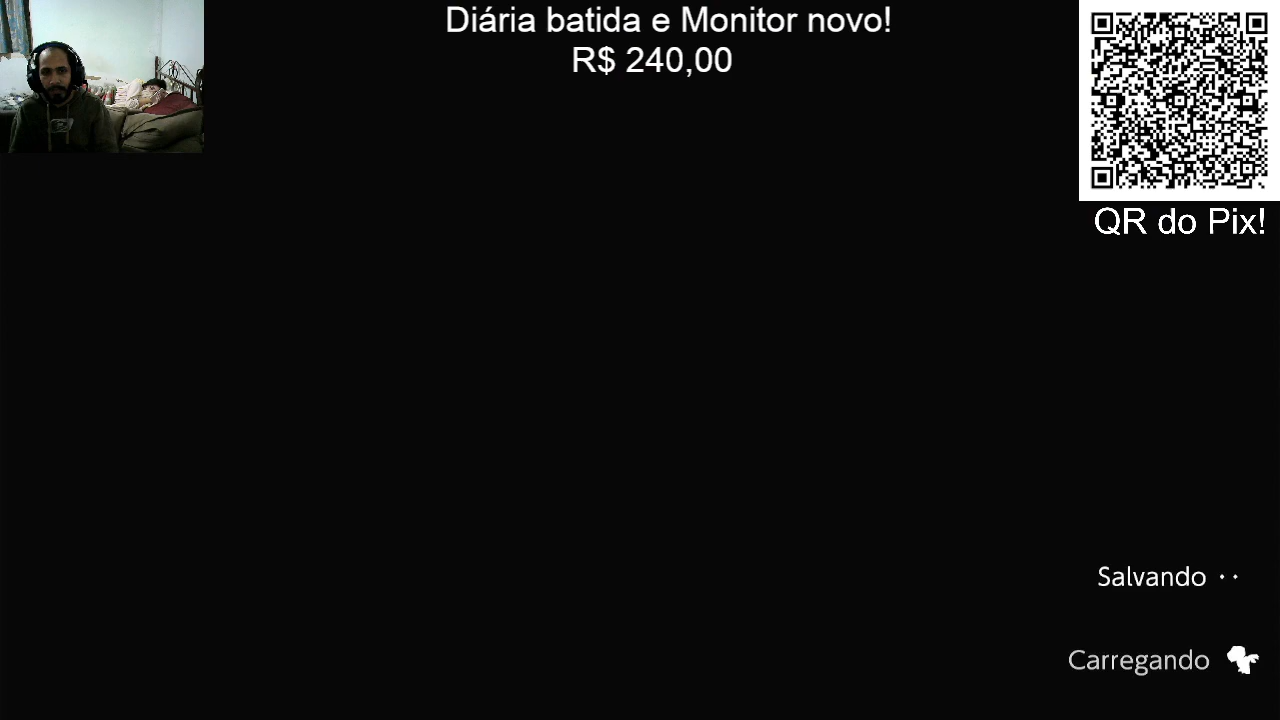 Diária batida e Monitor novo!
R$ 240,00
QR do Pix!
Salvando
Carregando